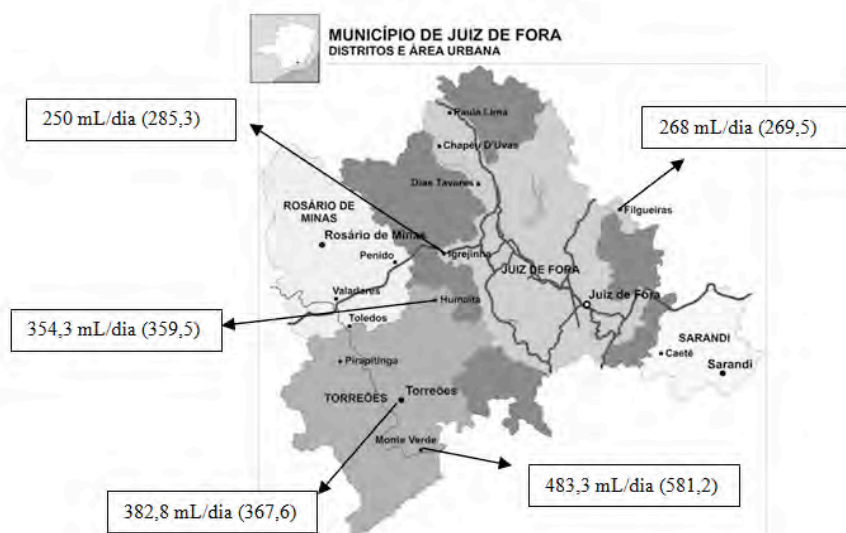 MUNICÍPIO DE JUIZ DE FORA
DISTRITOS E ÁREA URBANA
250 mL/dia (285,3)
268 mL/dia (269,5)
Paula Lima
Chapéu D'Uvas
Dias Tavares
Filgueiras
ROSÁRIO DE
MINAS
Rosário de Minas
Penido
Igrejinha
JUIZ DE FORA
Valadares
Humaita
Juiz de Fora
354,3 mL/dia (359,5)
Toledos
SARANDI
Caeté
Sarandi
Pirapitinga
TORREÕES
Torreões
Monte Verde
483,3 mL/dia (581,2)
382,8 mL/dia (367,6)